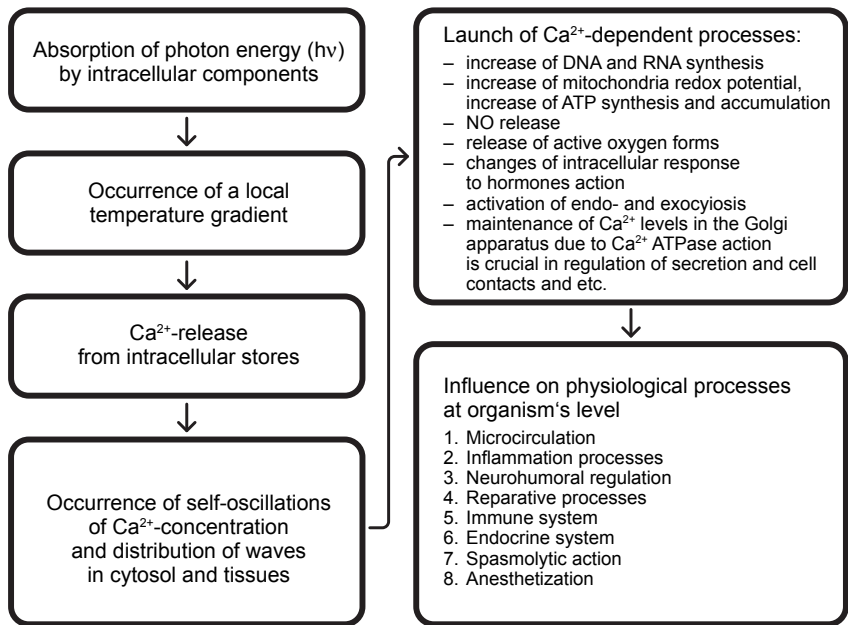 Absorption of photon energy (hν)
by intracellular components
Occurrence of a local
temperature gradient
Ca²⁺-release
from intracellular stores
Occurrence of self-oscillations
of Ca²⁺-concentration
and distribution of waves
in cytosol and tissues
Launch of Ca²⁺-dependent processes:
– increase of DNA and RNA synthesis
– increase of mitochondria redox potential,
increase of ATP synthesis and accumulation
– NO release
– release of active oxygen forms
– changes of intracellular response
to hormones action
– activation of endo- and exocyiosis
– maintenance of Ca²⁺ levels in the Golgi
apparatus due to Ca²⁺ ATPase action
is crucial in regulation of secretion and cell
contacts and etc.
Influence on physiological processes
at organism‘s level
1. Microcirculation
2. Inflammation processes
3. Neurohumoral regulation
4. Reparative processes
5. Immune system
6. Endocrine system
7. Spasmolytic action
8. Anesthetization